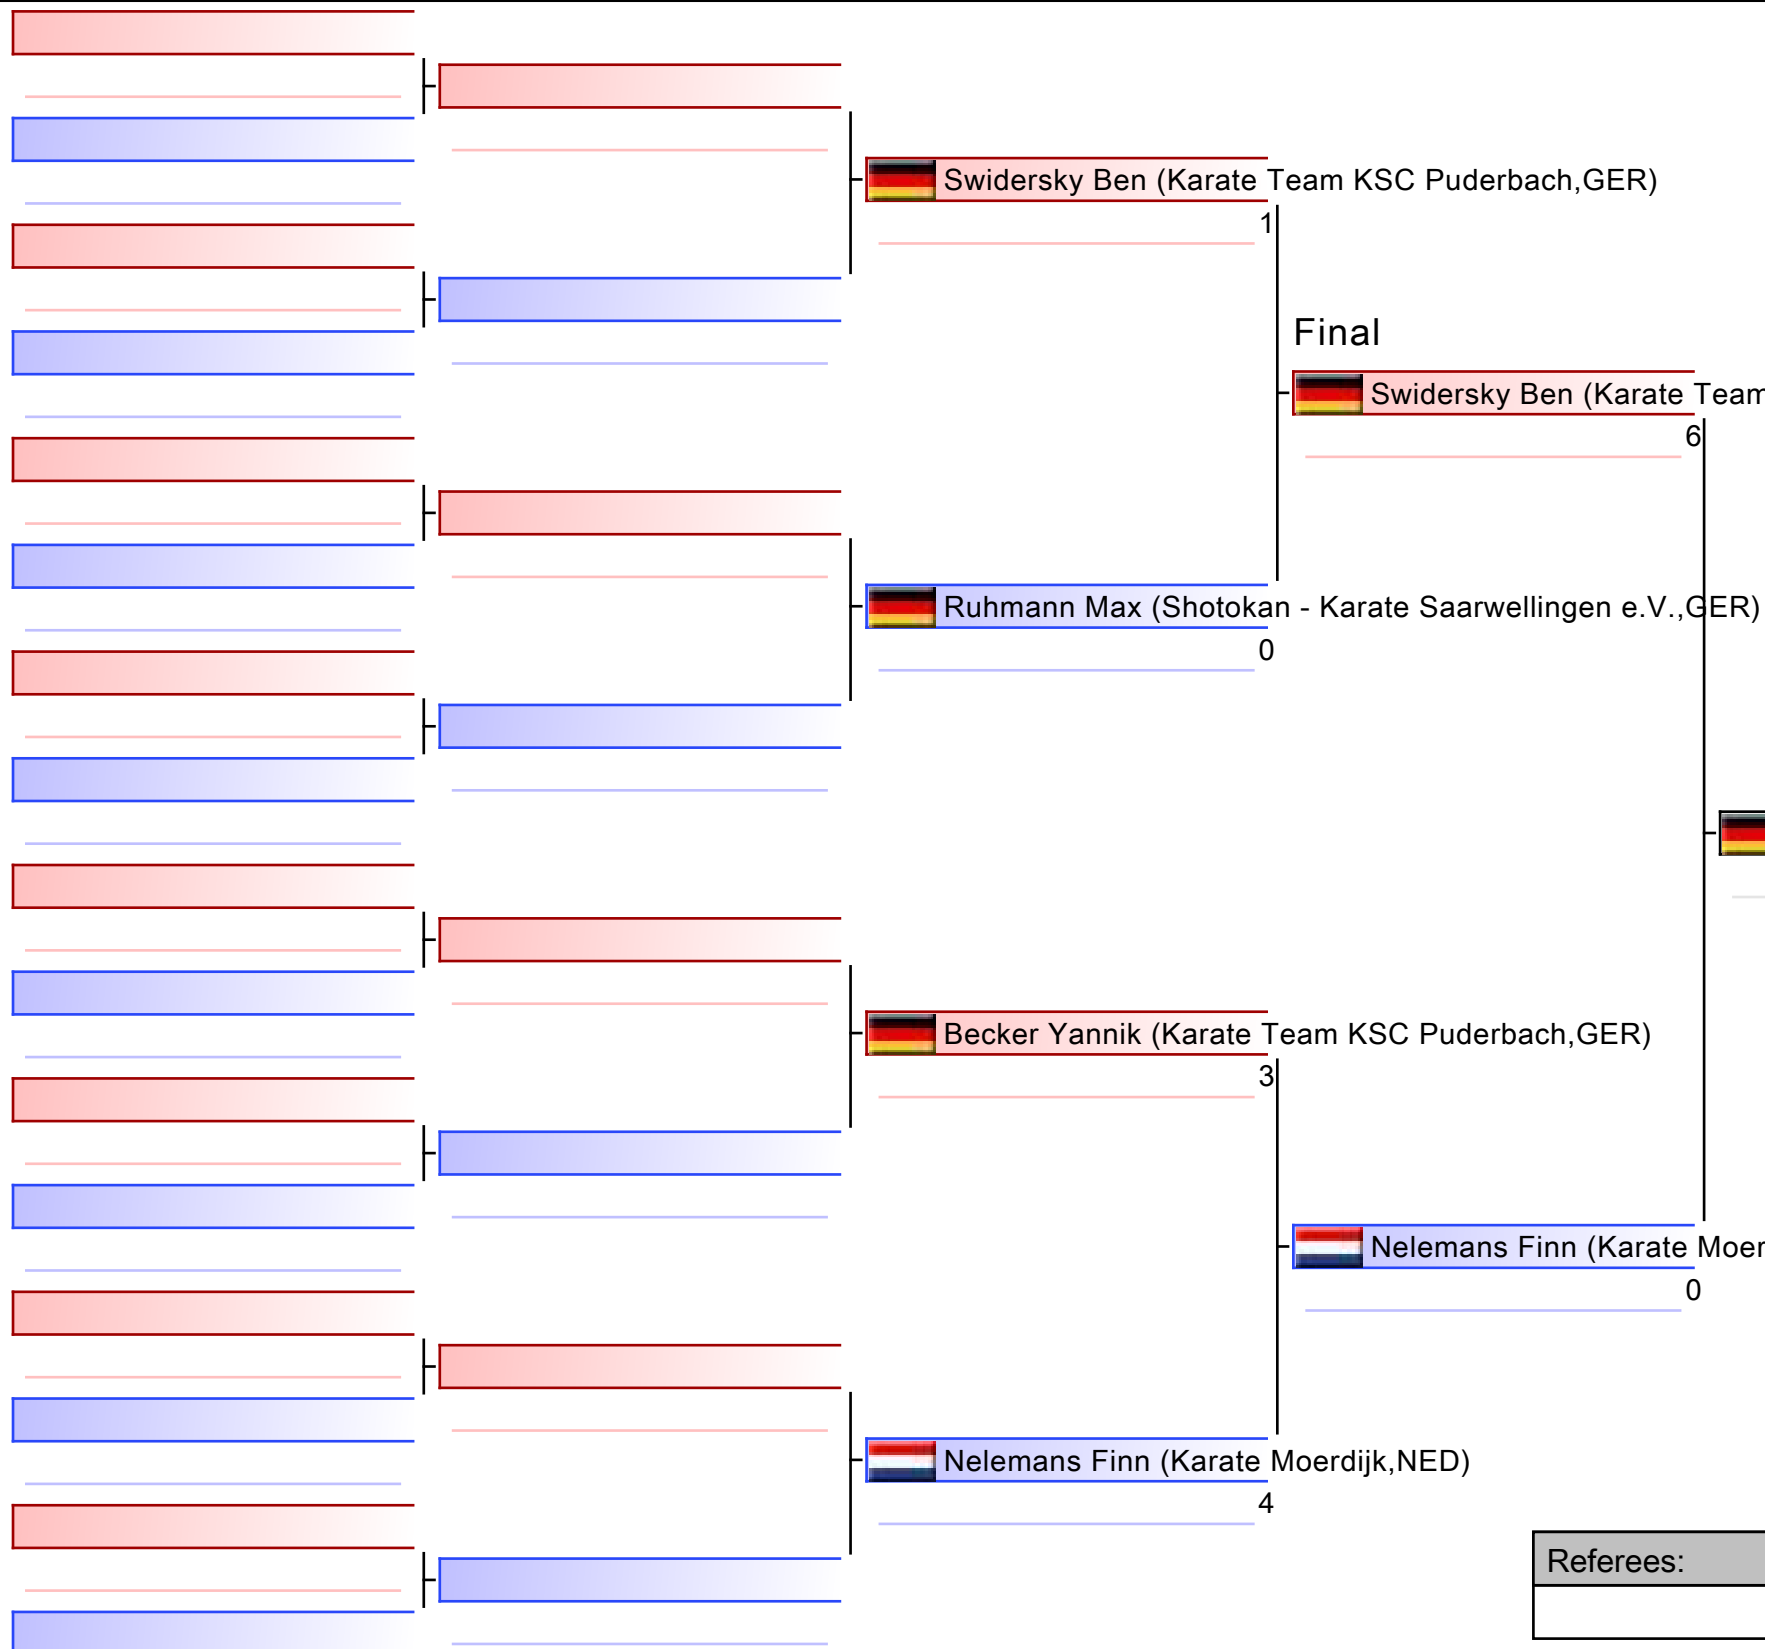 Swidersky Ben (Karate Team KSC Puderbach,GER)
1
Final
Swidersky Ben (Karate Team
6
Ruhmann Max (Shotokan - Karate Saarwellingen e.V.,GER)
0
Becker Yannik (Karate Team KSC Puderbach,GER)
3
Nelemans Finn (Karate Moer
0
Nelemans Finn (Karate Moerdijk,NED)
4
Referees: